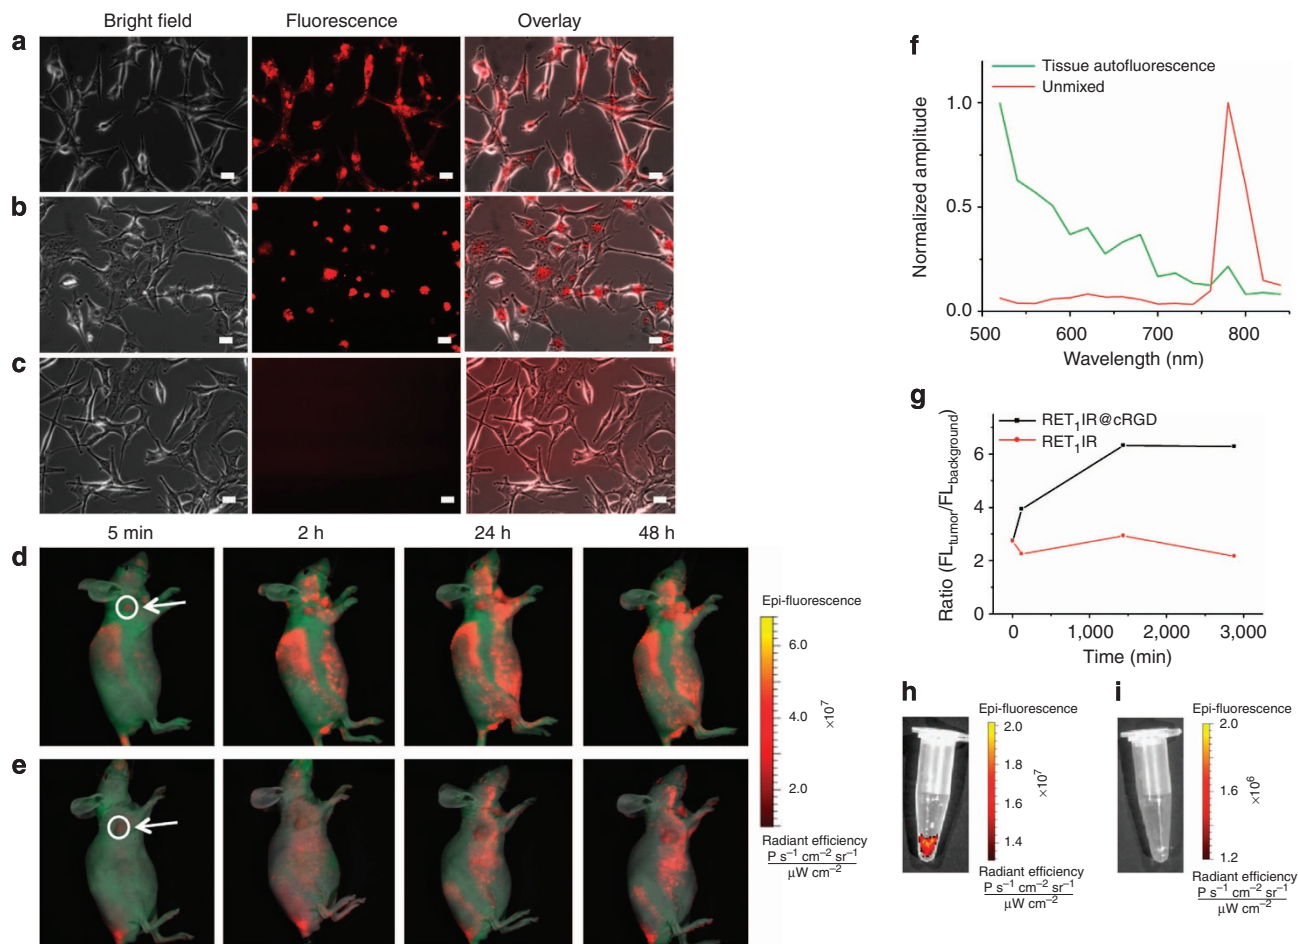 Bright field Fluorescence Overlay
a
b
c
5 min 2 h 24 h 48 h
d
e
Epi-fluorescence
6.0
4.0
2.0
×10⁷
Radiant efficiency
P s⁻¹ cm⁻² sr⁻¹
µW cm⁻²
f
Tissue autofluorescence
Unmixed
Normalized amplitude
1.0
0.5
0.0
500 600 700 800
Wavelength (nm)
g
RET₁IR@cRGD
RET₁IR
Ratio (FLtumor/FLbackground)
6
4
2
0
0 1,000 2,000 3,000
Time (min)
h
Epi-fluorescence
2.0
1.8
1.6
1.4
×10⁷
Radiant efficiency
P s⁻¹ cm⁻² sr⁻¹
µW cm⁻²
i
Epi-fluorescence
2.0
1.6
1.2
×10⁶
Radiant efficiency
P s⁻¹ cm⁻² sr⁻¹
µW cm⁻²